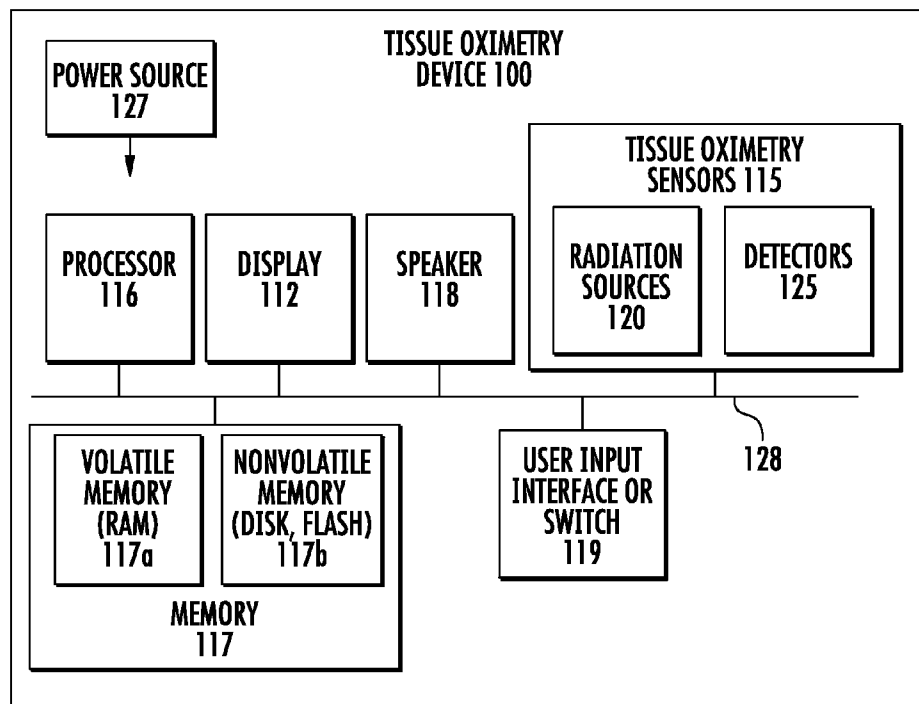 TISSUE OXIMETRY
DEVICE 100
POWER SOURCE
127
TISSUE OXIMETRY
SENSORS 115
RADIATION
SOURCES
120
DETECTORS
125
PROCESSOR
116
DISPLAY
112
SPEAKER
118
128
VOLATILE
MEMORY
(RAM)
117a
NONVOLATILE
MEMORY
(DISK, FLASH)
117b
MEMORY
117
USER INPUT
INTERFACE OR
SWITCH
119